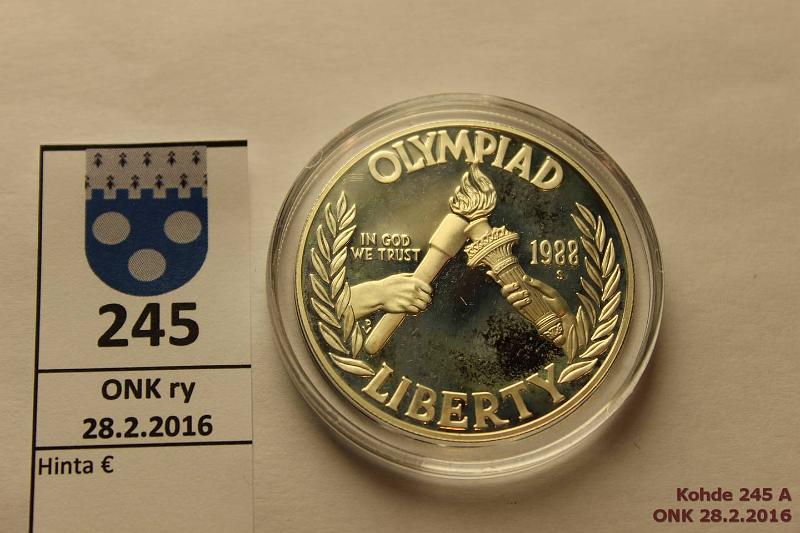 245
ONK ry
28.2.2016
Hinta €
OLYMPIAD
IN GOD
WE TRUST
1988
S
LIBERTY
Kohde 245 A
ONK 28.2.2016